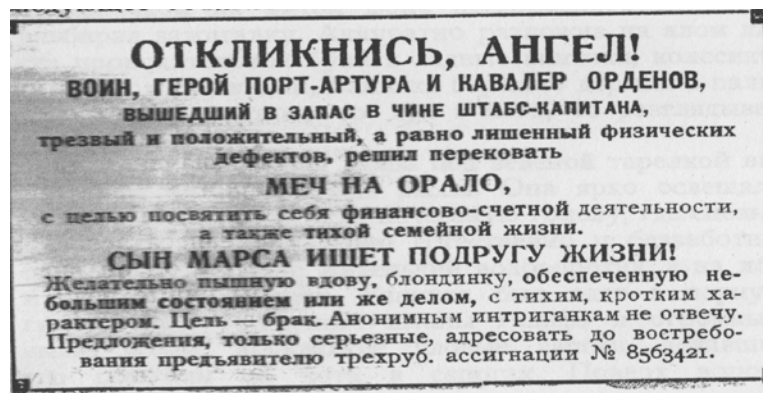 ОТКЛИКНИСЬ, АНГЕЛ!
ВОИН, ГЕРОЙ ПОРТ-АРТУРА И КАВАЛЕР ОРДЕНОВ,
ВЫШЕДШИЙ В ЗАПАС В ЧИНЕ ШТАБС-КАПИТАНА,
трезвый и положительный, а равно лишенный физических
дефектов, решил перековать
МЕЧ НА ОРАЛО,
с целью посвятить себя финансово-счетной деятельности,
а также тихой семейной жизни.
СЫН МАРСА ИЩЕТ ПОДРУГУ ЖИЗНИ!
Желательно пышную вдову, блондинку, обеспеченную не-
большим состоянием или же делом, с тихим, кротким ха-
рактером. Цель — брак. Анонимным интриганкам не отвечу.
Предложения, только серьезные, адресовать до востребо-
вания предъявителю трехруб. ассигнации № 8563421.